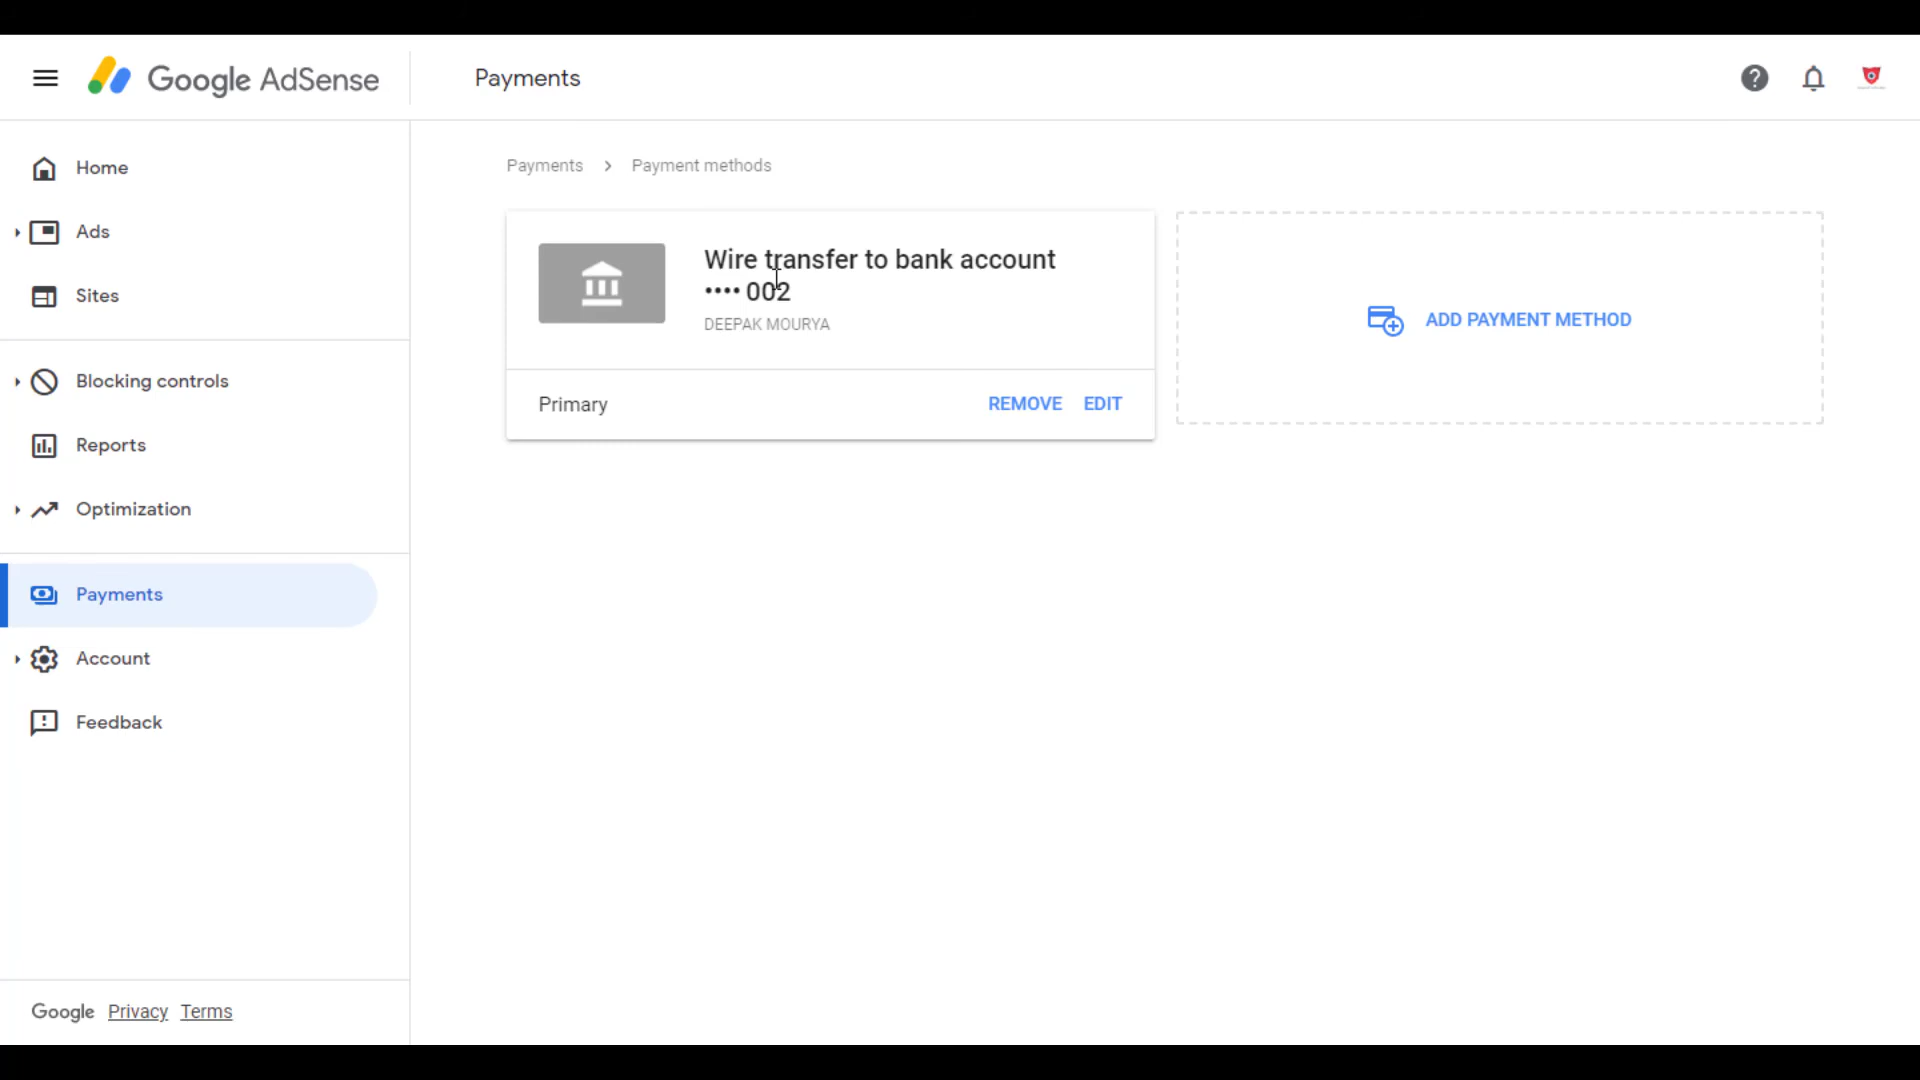 Google AdSense
Payments
Home
Ads
Sites
Blocking controls
Reports
Optimization
Payments
Account
Feedback
Google Privacy Terms
Payments > Payment methods
Wire transfer to bank account
•••• 002
DEEPAK MOURYA
Primary
REMOVE EDIT
ADD PAYMENT METHOD